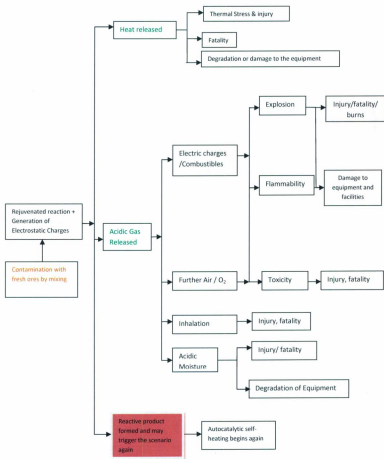 Thermal Stress & injury
Heat released
Fatality
Degradation or damage to the equipment
Explosion
Injury/fatality/
burns
Electric charges
/Combustibles
Flammability
Damage to
equipment and
facilities
Rejuvenated reaction +
Generation of
Electrostatic Charges
Acidic Gas
Released
Contamination with
fresh ores by mixing
Further Air / O2
Toxicity
Injury, fatality
Inhalation
Injury, fatality
Acidic
Moisture
Injury/ fatality
Degradation of Equipment
Reactive product
formed and may
trigger the scenario
again
Autocatalytic self-
heating begins again